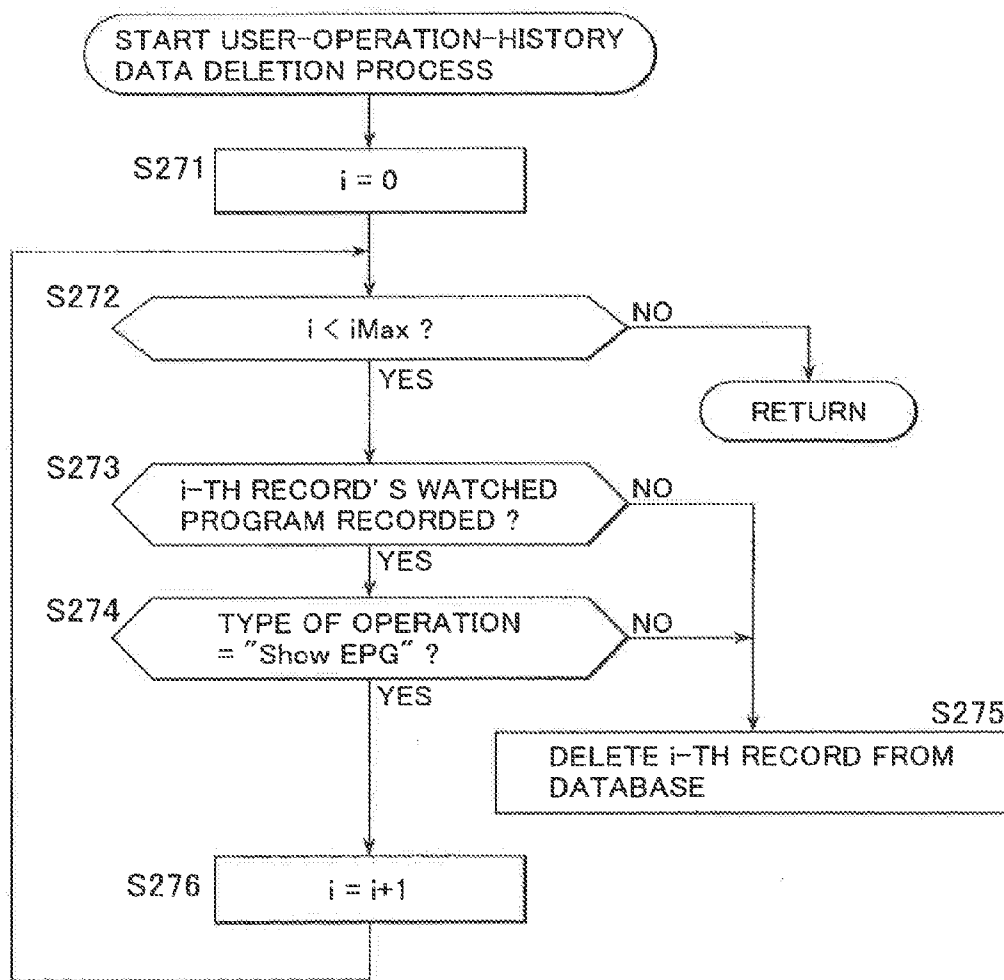 START USER-OPERATION-HISTORY
DATA DELETION PROCESS
S271
i = 0
S272
i < iMax ?
NO
YES
RETURN
S273
i-TH RECORD' S WATCHED
PROGRAM RECORDED ?
NO
YES
S274
TYPE OF OPERATION
= "Show EPG" ?
NO
YES
S275
DELETE i-TH RECORD FROM
DATABASE
S276
i = i+1